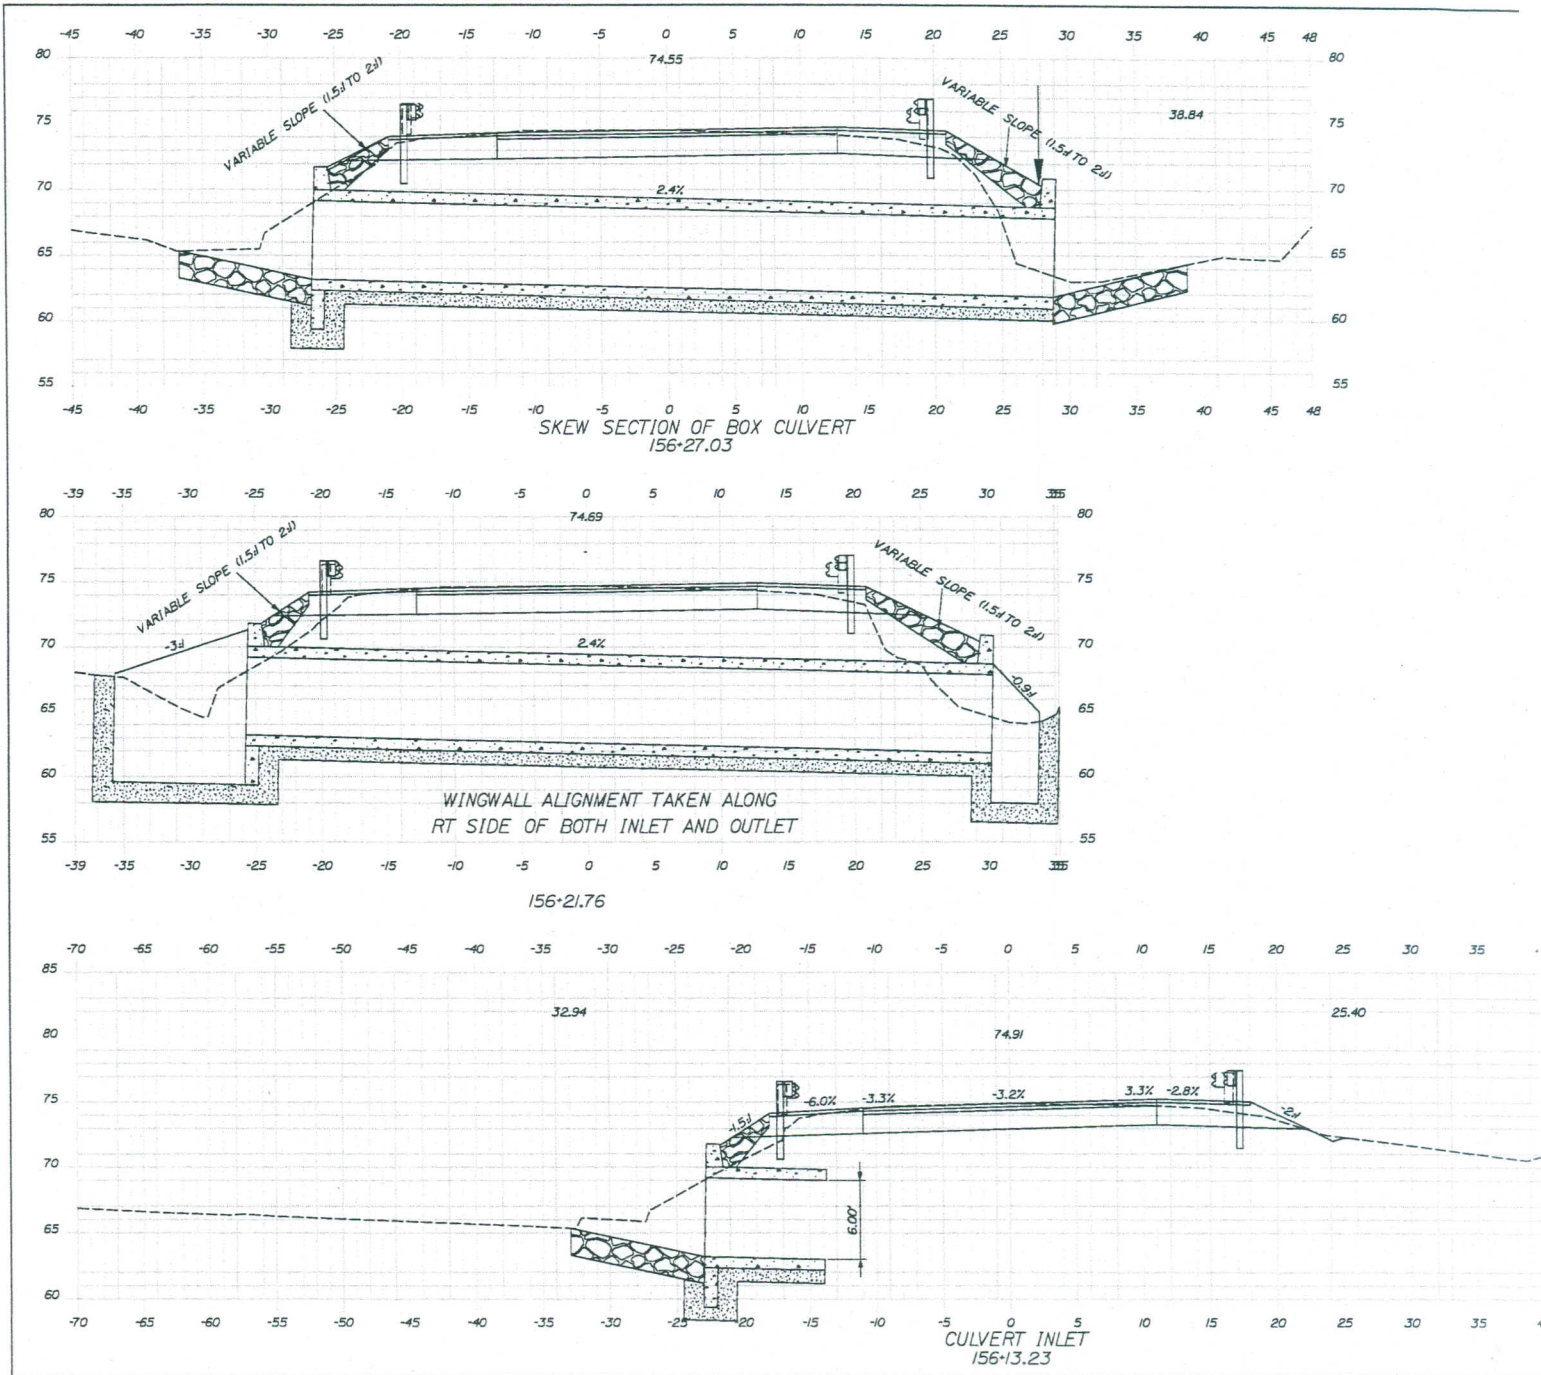 -45 -40 -35 -30 -25 -20 -15 -10 -5 0 5 10 15 20 25 30 35 40 45 48
80 74.55 80
VARIABLE SLOPE (1.5:1 TO 2:1)
VARIABLE SLOPE (1.5:1 TO 2:1)
38.84
75 75
70 2.4% 70
65 65
60 60
55 55
-45 -40 -35 -30 -25 -20 -15 -10 -5 0 5 10 15 20 25 30 35 40 45 48
SKEW SECTION OF BOX CULVERT
156+27.03
-39 -35 -30 -25 -20 -15 -10 -5 0 5 10 15 20 25 30 35
80 74.69 80
VARIABLE SLOPE (1.5:1 TO 2:1)
VARIABLE SLOPE (1.5:1 TO 2:1)
75 75
70 -3:1 2.4% 70
-0.9:1
65 65
60 60
WINGWALL ALIGNMENT TAKEN ALONG
RT SIDE OF BOTH INLET AND OUTLET
55 55
-39 -35 -30 -25 -20 -15 -10 -5 0 5 10 15 20 25 30 35
156+21.76
-70 -65 -60 -55 -50 -45 -40 -35 -30 -25 -20 -15 -10 -5 0 5 10 15 20 25 30 35
85
32.94 25.40
80 74.91
75 -6.0% -3.3% -3.2% 3.3% -2.8%
-1.5:1 -2:1
70
6.00'
65
60
-70 -65 -60 -55 -50 -45 -40 -35 -30 -25 -20 -15 -10 -5 0 5 10 15 20 25 30 35
CULVERT INLET
156+13.23